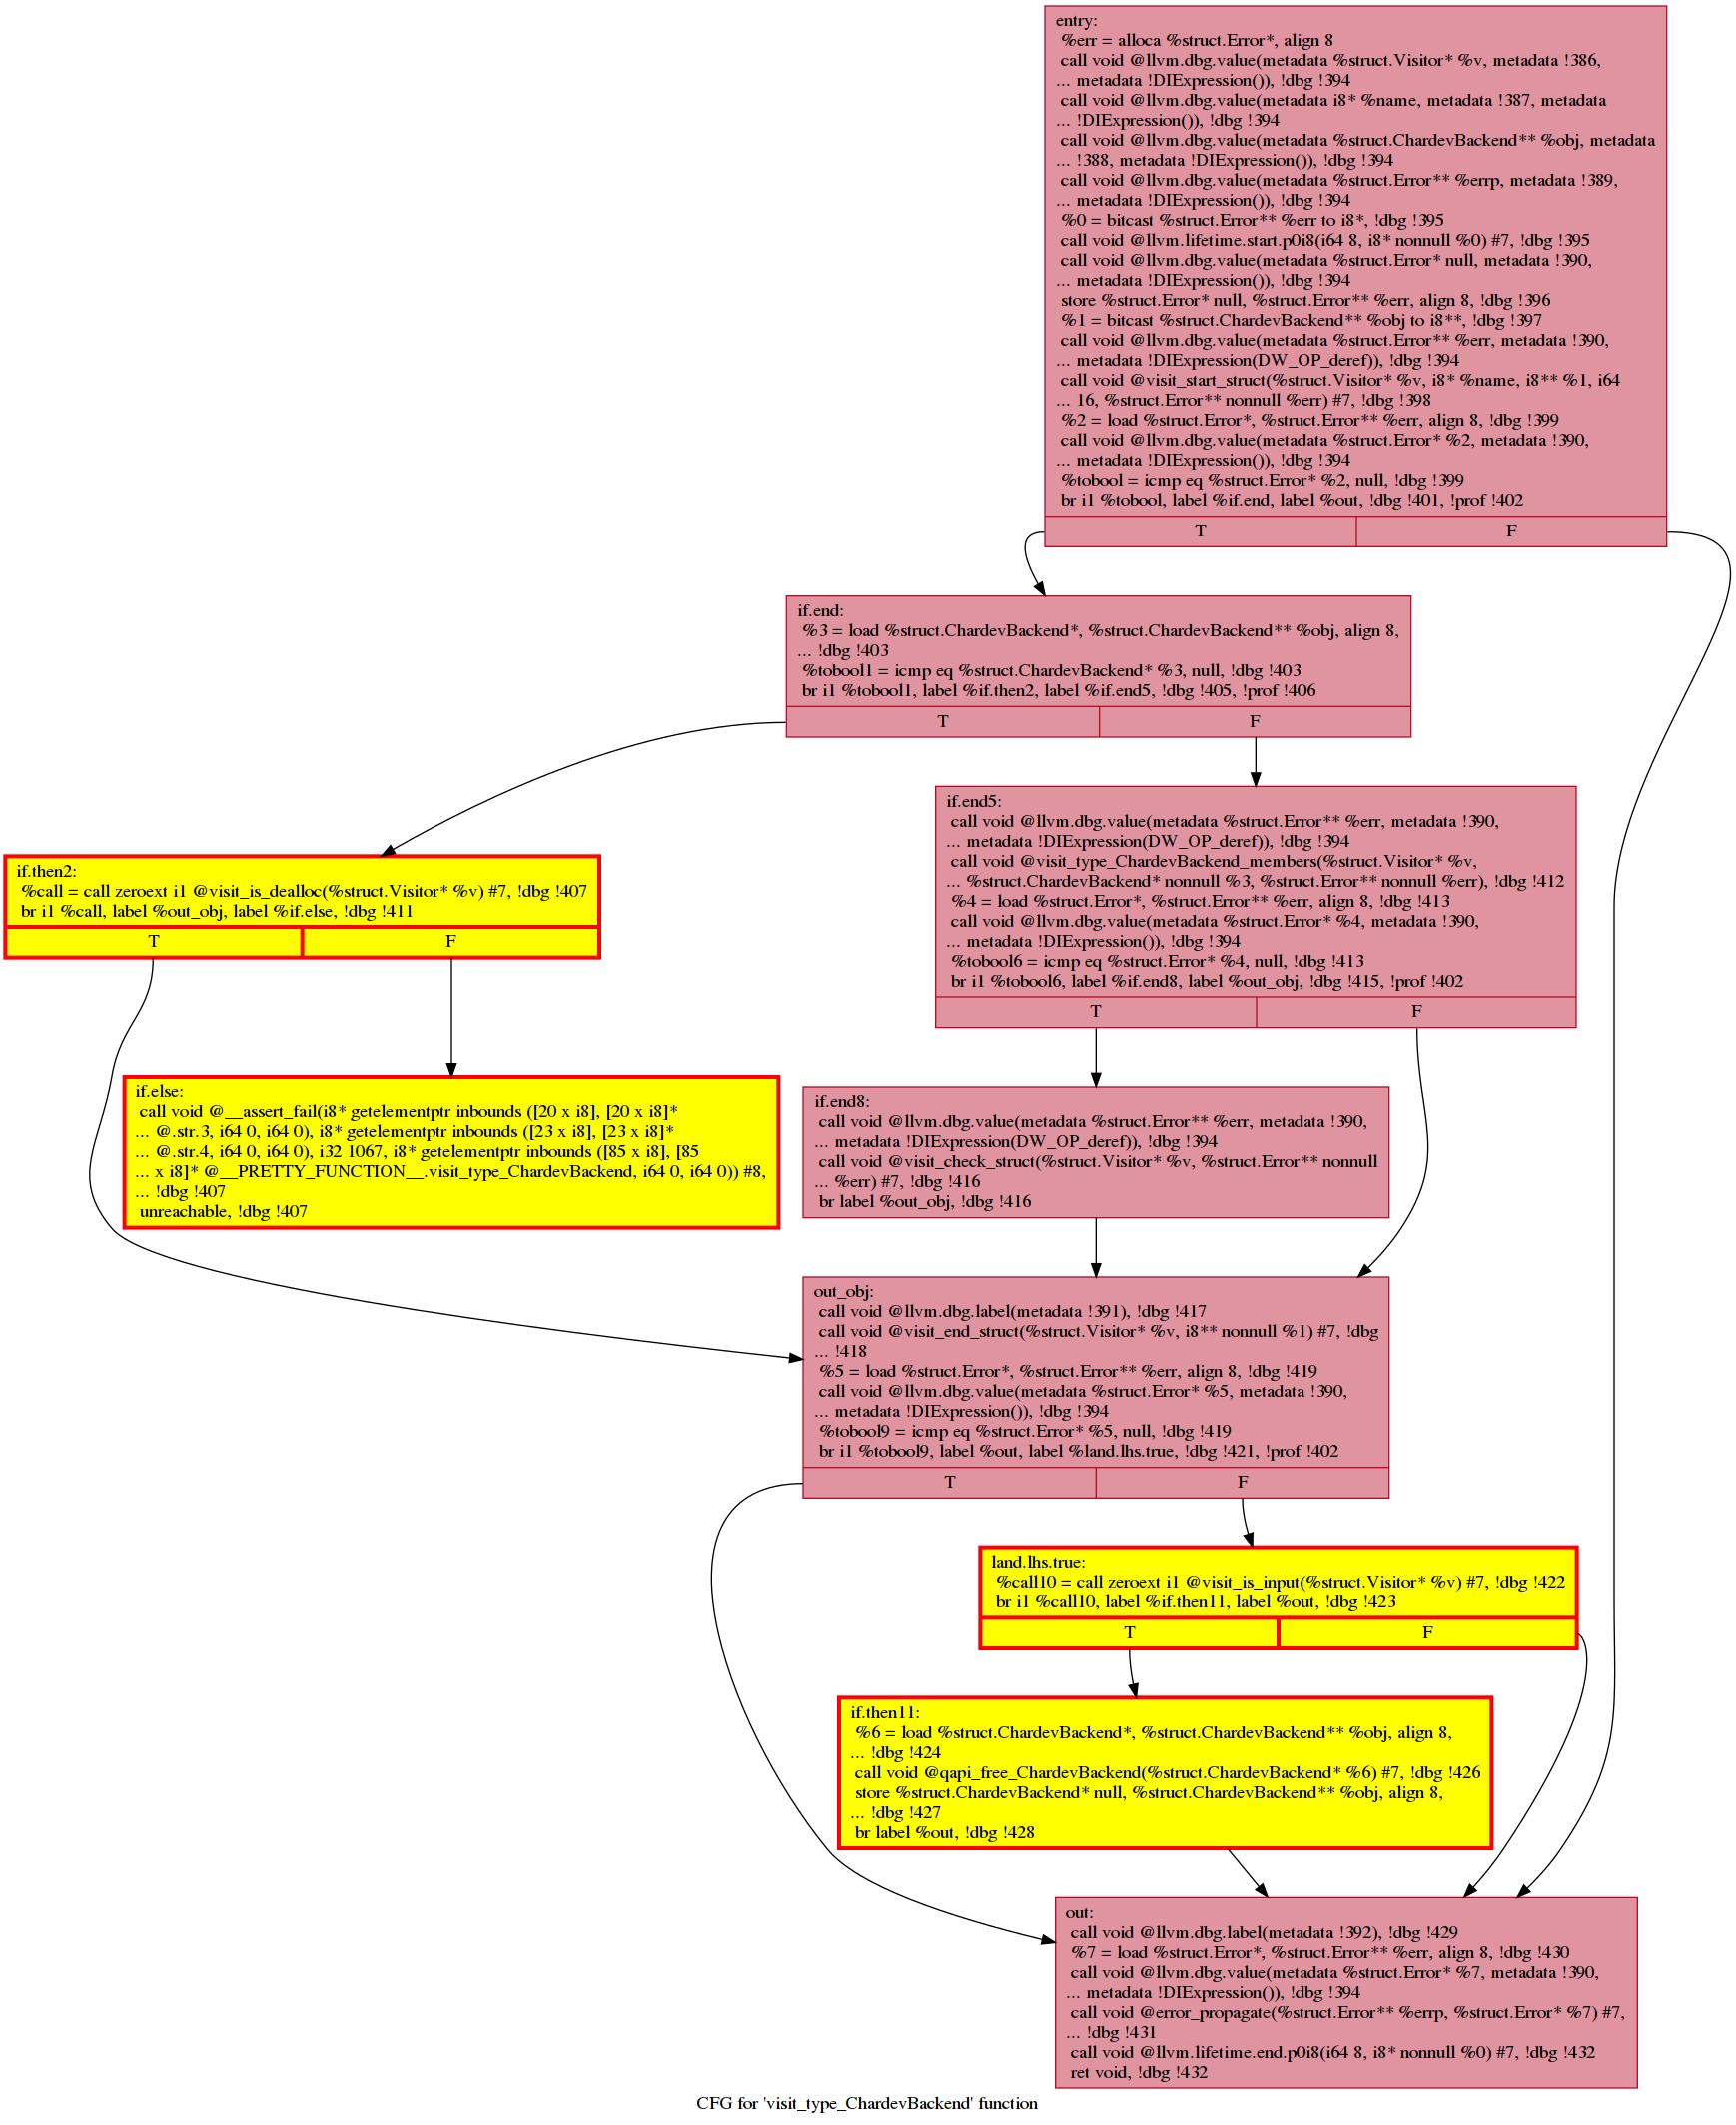 entry:
%err = alloca %struct.Error*, align 8
call void @llvm.dbg.value(metadata %struct.Visitor* %v, metadata !386,
... metadata !DIExpression()), !dbg !394
call void @llvm.dbg.value(metadata i8* %name, metadata !387, metadata
... !DIExpression()), !dbg !394
call void @llvm.dbg.value(metadata %struct.ChardevBackend** %obj, metadata
... !388, metadata !DIExpression()), !dbg !394
call void @llvm.dbg.value(metadata %struct.Error** %errp, metadata !389,
... metadata !DIExpression()), !dbg !394
%0 = bitcast %struct.Error** %err to i8*, !dbg !395
call void @llvm.lifetime.start.p0i8(i64 8, i8* nonnull %0) #7, !dbg !395
call void @llvm.dbg.value(metadata %struct.Error* null, metadata !390,
... metadata !DIExpression()), !dbg !394
store %struct.Error* null, %struct.Error** %err, align 8, !dbg !396
%1 = bitcast %struct.ChardevBackend** %obj to i8**, !dbg !397
call void @llvm.dbg.value(metadata %struct.Error** %err, metadata !390,
... metadata !DIExpression(DW_OP_deref)), !dbg !394
call void @visit_start_struct(%struct.Visitor* %v, i8* %name, i8** %1, i64
... 16, %struct.Error** nonnull %err) #7, !dbg !398
%2 = load %struct.Error*, %struct.Error** %err, align 8, !dbg !399
call void @llvm.dbg.value(metadata %struct.Error* %2, metadata !390,
... metadata !DIExpression()), !dbg !394
%tobool = icmp eq %struct.Error* %2, null, !dbg !399
br i1 %tobool, label %if.end, label %out, !dbg !401, !prof !402
T F
if.end:
%3 = load %struct.ChardevBackend*, %struct.ChardevBackend** %obj, align 8,
... !dbg !403
%tobool1 = icmp eq %struct.ChardevBackend* %3, null, !dbg !403
br i1 %tobool1, label %if.then2, label %if.end5, !dbg !405, !prof !406
T F
if.end5:
call void @llvm.dbg.value(metadata %struct.Error** %err, metadata !390,
... metadata !DIExpression(DW_OP_deref)), !dbg !394
call void @visit_type_ChardevBackend_members(%struct.Visitor* %v,
... %struct.ChardevBackend* nonnull %3, %struct.Error** nonnull %err), !dbg !412
%4 = load %struct.Error*, %struct.Error** %err, align 8, !dbg !413
call void @llvm.dbg.value(metadata %struct.Error* %4, metadata !390,
... metadata !DIExpression()), !dbg !394
%tobool6 = icmp eq %struct.Error* %4, null, !dbg !413
br i1 %tobool6, label %if.end8, label %out_obj, !dbg !415, !prof !402
T F
if.then2:
%call = call zeroext i1 @visit_is_dealloc(%struct.Visitor* %v) #7, !dbg !407
br i1 %call, label %out_obj, label %if.else, !dbg !411
T F
if.else:
call void @__assert_fail(i8* getelementptr inbounds ([20 x i8], [20 x i8]*
... @.str.3, i64 0, i64 0), i8* getelementptr inbounds ([23 x i8], [23 x i8]*
... @.str.4, i64 0, i64 0), i32 1067, i8* getelementptr inbounds ([85 x i8], [85
... x i8]* @__PRETTY_FUNCTION__.visit_type_ChardevBackend, i64 0, i64 0)) #8,
... !dbg !407
unreachable, !dbg !407
if.end8:
call void @llvm.dbg.value(metadata %struct.Error** %err, metadata !390,
... metadata !DIExpression(DW_OP_deref)), !dbg !394
call void @visit_check_struct(%struct.Visitor* %v, %struct.Error** nonnull
... %err) #7, !dbg !416
br label %out_obj, !dbg !416
out_obj:
call void @llvm.dbg.label(metadata !391), !dbg !417
call void @visit_end_struct(%struct.Visitor* %v, i8** nonnull %1) #7, !dbg
... !418
%5 = load %struct.Error*, %struct.Error** %err, align 8, !dbg !419
call void @llvm.dbg.value(metadata %struct.Error* %5, metadata !390,
... metadata !DIExpression()), !dbg !394
%tobool9 = icmp eq %struct.Error* %5, null, !dbg !419
br i1 %tobool9, label %out, label %land.lhs.true, !dbg !421, !prof !402
T F
land.lhs.true:
%call10 = call zeroext i1 @visit_is_input(%struct.Visitor* %v) #7, !dbg !422
br i1 %call10, label %if.then11, label %out, !dbg !423
T F
if.then11:
%6 = load %struct.ChardevBackend*, %struct.ChardevBackend** %obj, align 8,
... !dbg !424
call void @qapi_free_ChardevBackend(%struct.ChardevBackend* %6) #7, !dbg !426
store %struct.ChardevBackend* null, %struct.ChardevBackend** %obj, align 8,
... !dbg !427
br label %out, !dbg !428
out:
call void @llvm.dbg.label(metadata !392), !dbg !429
%7 = load %struct.Error*, %struct.Error** %err, align 8, !dbg !430
call void @llvm.dbg.value(metadata %struct.Error* %7, metadata !390,
... metadata !DIExpression()), !dbg !394
call void @error_propagate(%struct.Error** %errp, %struct.Error* %7) #7,
... !dbg !431
call void @llvm.lifetime.end.p0i8(i64 8, i8* nonnull %0) #7, !dbg !432
ret void, !dbg !432
CFG for 'visit_type_ChardevBackend' function